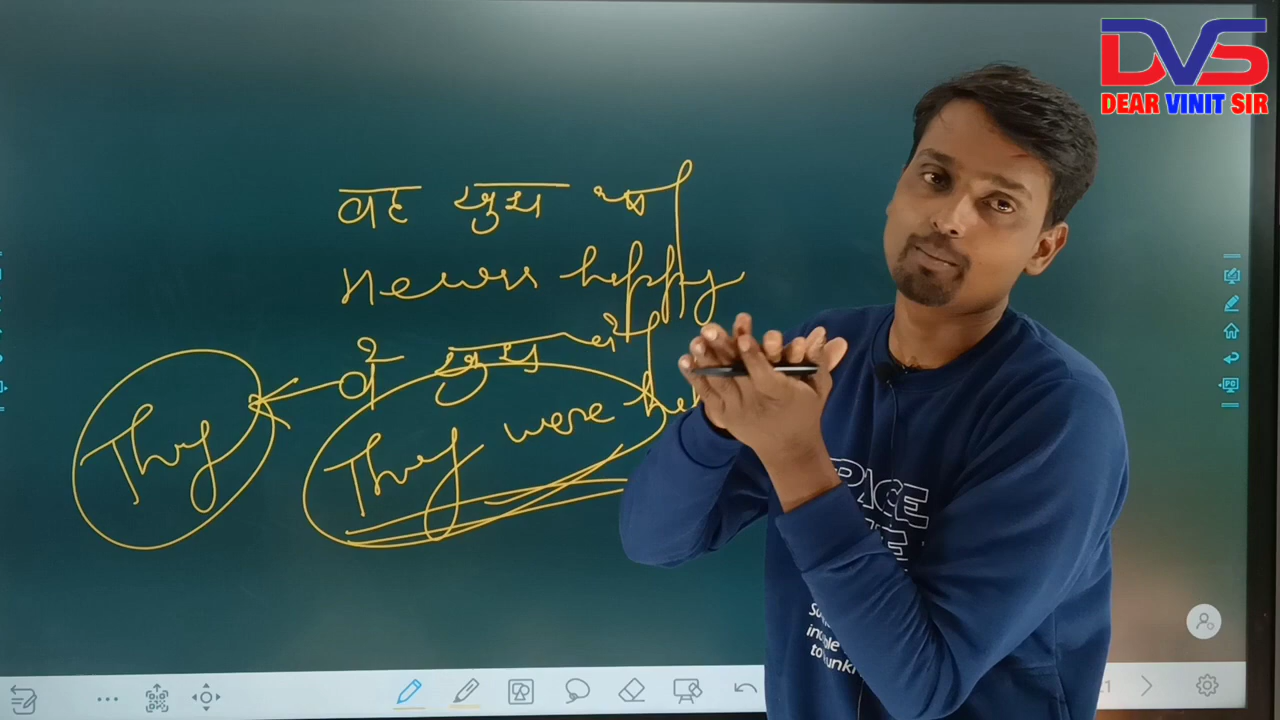 DVS
DEAR VINIT SIR
वह खुश था
He was happy
वे खुश थे
They
They were
SPACE